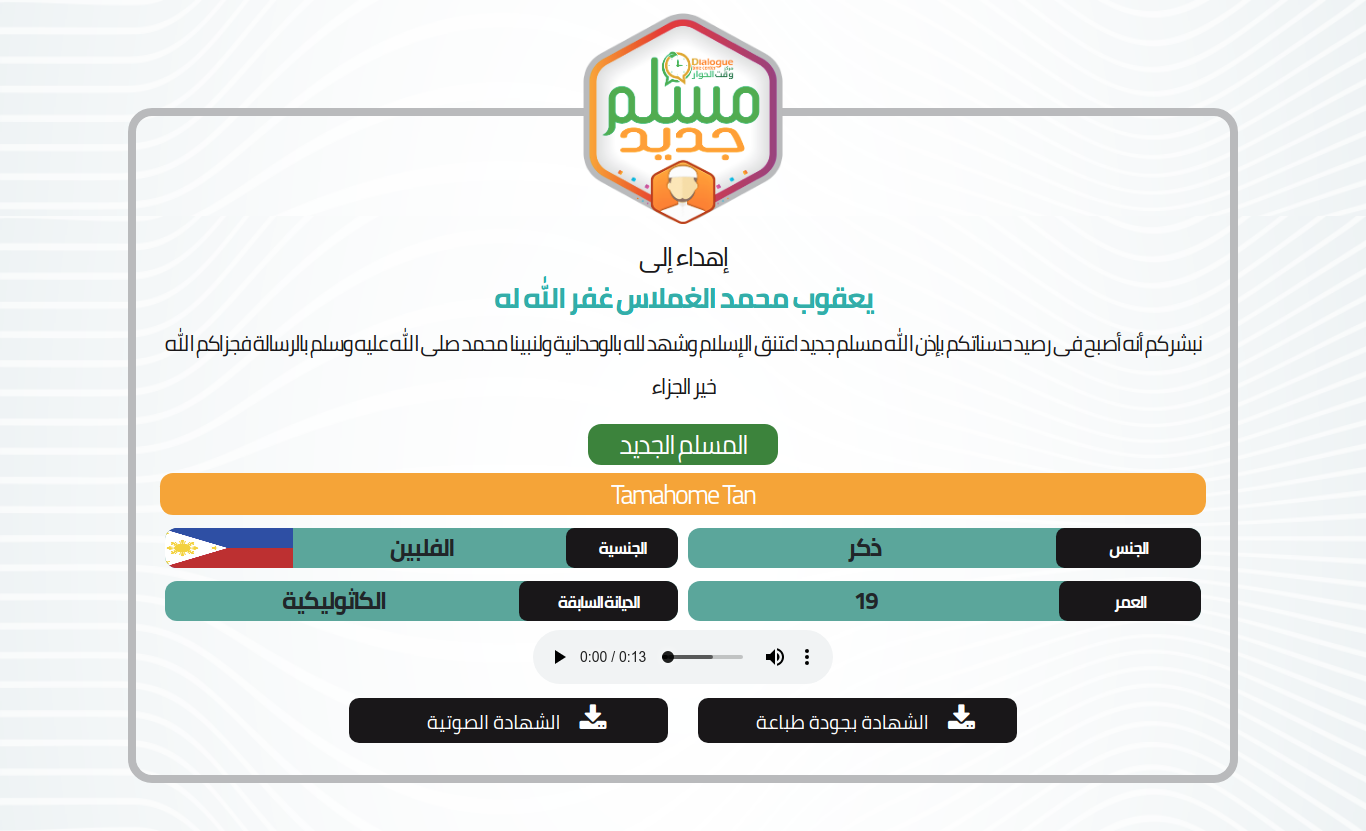 Dialogue
وقت الحوار
مسلم
جديد
إهداء إلى
يعقوب محمد الغملاس غفر الله له
نبشركم أنه أصبح في رصيد حسناتكم بإذن الله مسلم جديد اعتنق الإسلام وشهد لله بالوحدانية ولنبينا محمد صلى الله عليه وسلم بالرسالة فجزاكم الله
خير الجزاء
المسلم الجديد
Tamahome Tan
الجنس ذكر الجنسية الفلبين
العمر 19 الديانة السابقة الكاثوليكية
0:00 / 0:13
الشهادة بجودة طباعة الشهادة الصوتية